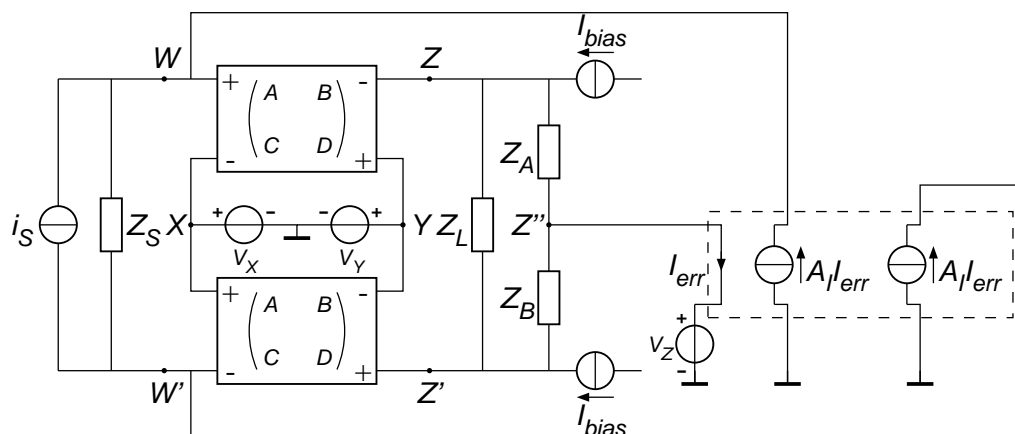 I_bias
W
Z
+
-
A
B
C
D
-
+
Z_A
i_S
Z_S
X
+
-
V_X
-
+
V_Y
Y
Z_L
Z''
I_err
A_I I_err
A_I I_err
+
-
A
B
C
D
-
+
Z_B
+
V_Z
-
W'
Z'
I_bias